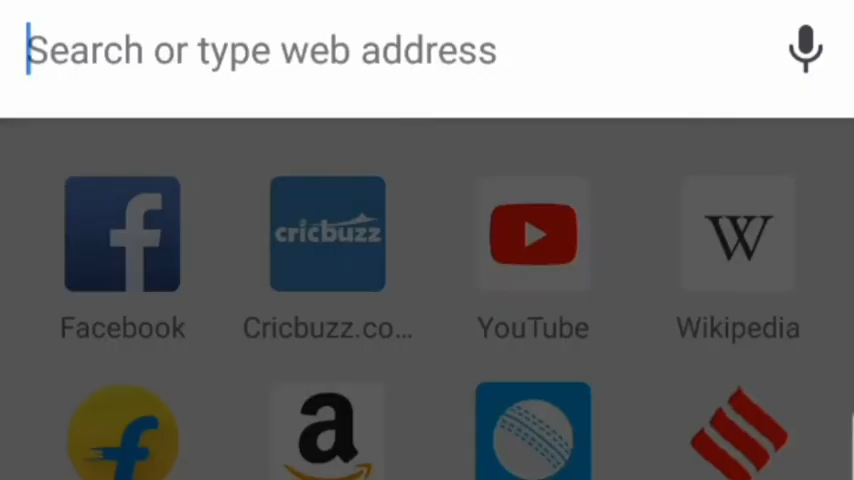 Search or type web address
cricbuzz
W
Facebook
Cricbuzz.co...
YouTube
Wikipedia
f
a